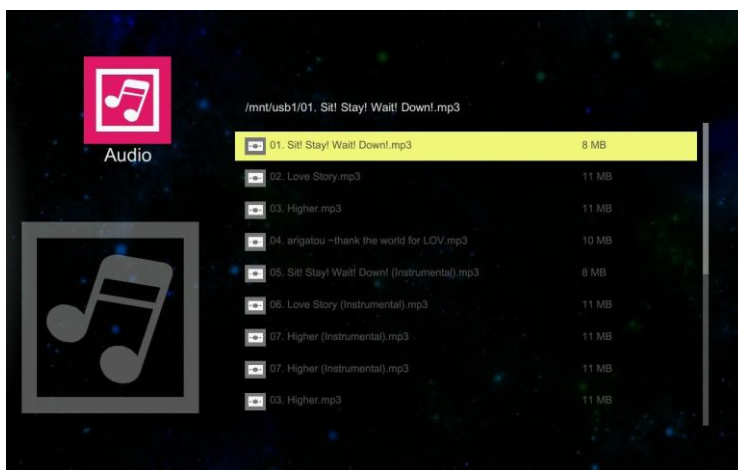 /mnt/usb1/01. Sit! Stay! Wait! Down!.mp3
Audio
01. Sit! Stay! Wait! Down!.mp3 8 MB
02. Love Story.mp3 11 MB
03. Higher.mp3 11 MB
04. arigatou ~thank the world for LOV.mp3 10 MB
05. Sit! Stay! Wait! Down! (Instrumental).mp3 8 MB
06. Love Story (Instrumental).mp3 11 MB
07. Higher (Instrumental).mp3 11 MB
07. Higher (Instrumental).mp3 11 MB
03. Higher.mp3 11 MB